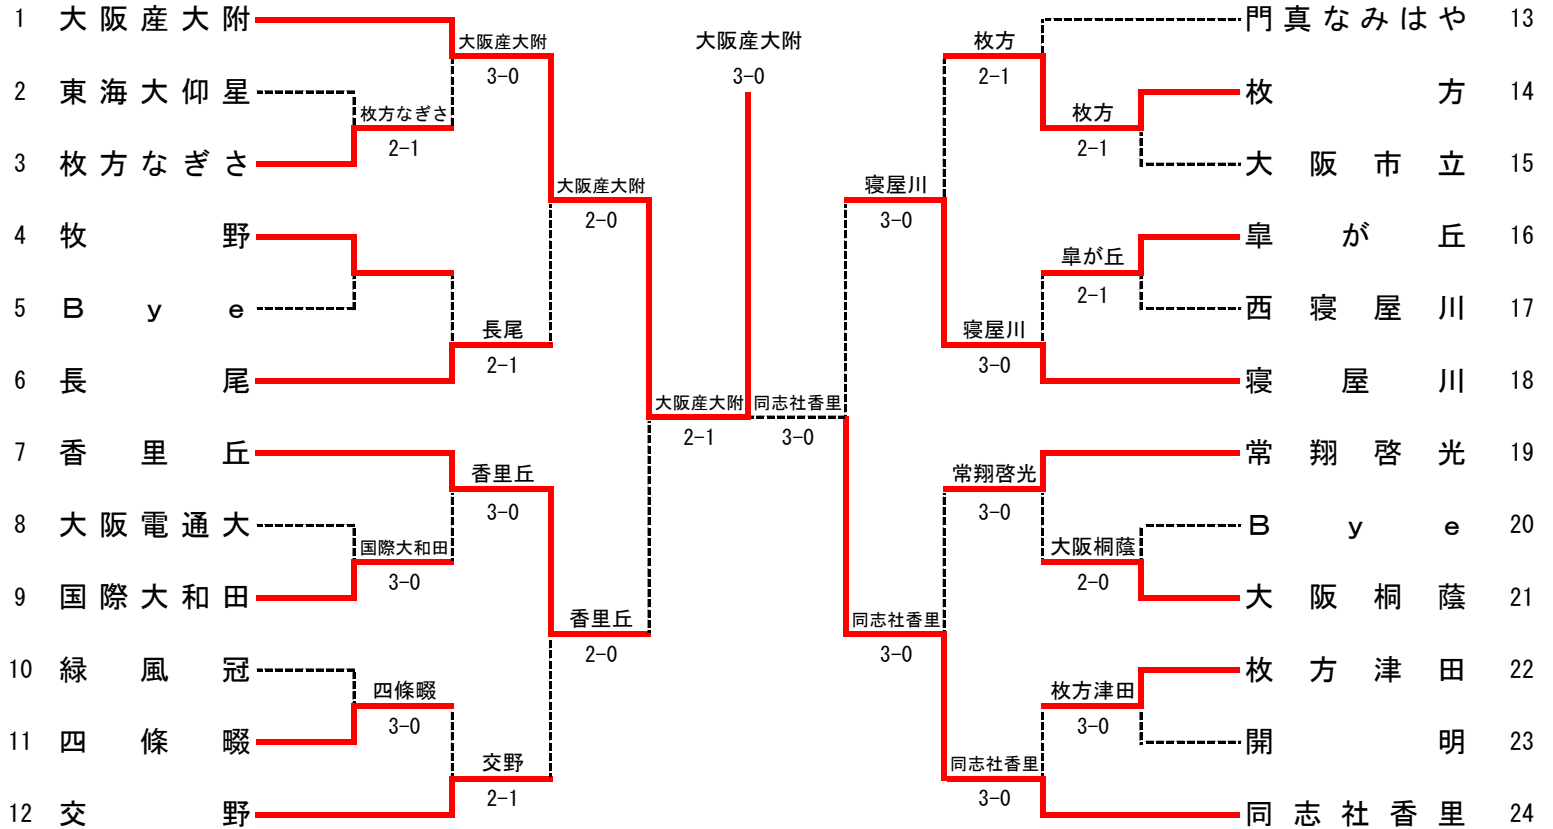 1 大阪産大附
2 東海大仰星
3 枚方なぎさ
4 牧野
5 Ｂｙｅ
6 長尾
7 香里丘
8 大阪電通大
9 国際大和田
10 緑風冠
11 四條畷
12 交野
大阪産大附
3-0
枚方なぎさ
2-1
長尾
2-1
香里丘
3-0
国際大和田
3-0
四條畷
3-0
交野
2-1
大阪産大附
2-0
香里丘
2-0
大阪産大附
2-1
大阪産大附
3-0
同志社香里
3-0
寝屋川
3-0
同志社香里
3-0
枚方
2-1
寝屋川
3-0
常翔啓光
3-0
同志社香里
3-0
枚方
2-1
皐が丘
2-1
大阪桐蔭
2-0
枚方津田
3-0
門真なみはや 13
枚方 14
大阪市立 15
皐が丘 16
西寝屋川 17
寝屋川 18
常翔啓光 19
Ｂｙｅ 20
大阪桐蔭 21
枚方津田 22
開明 23
同志社香里 24